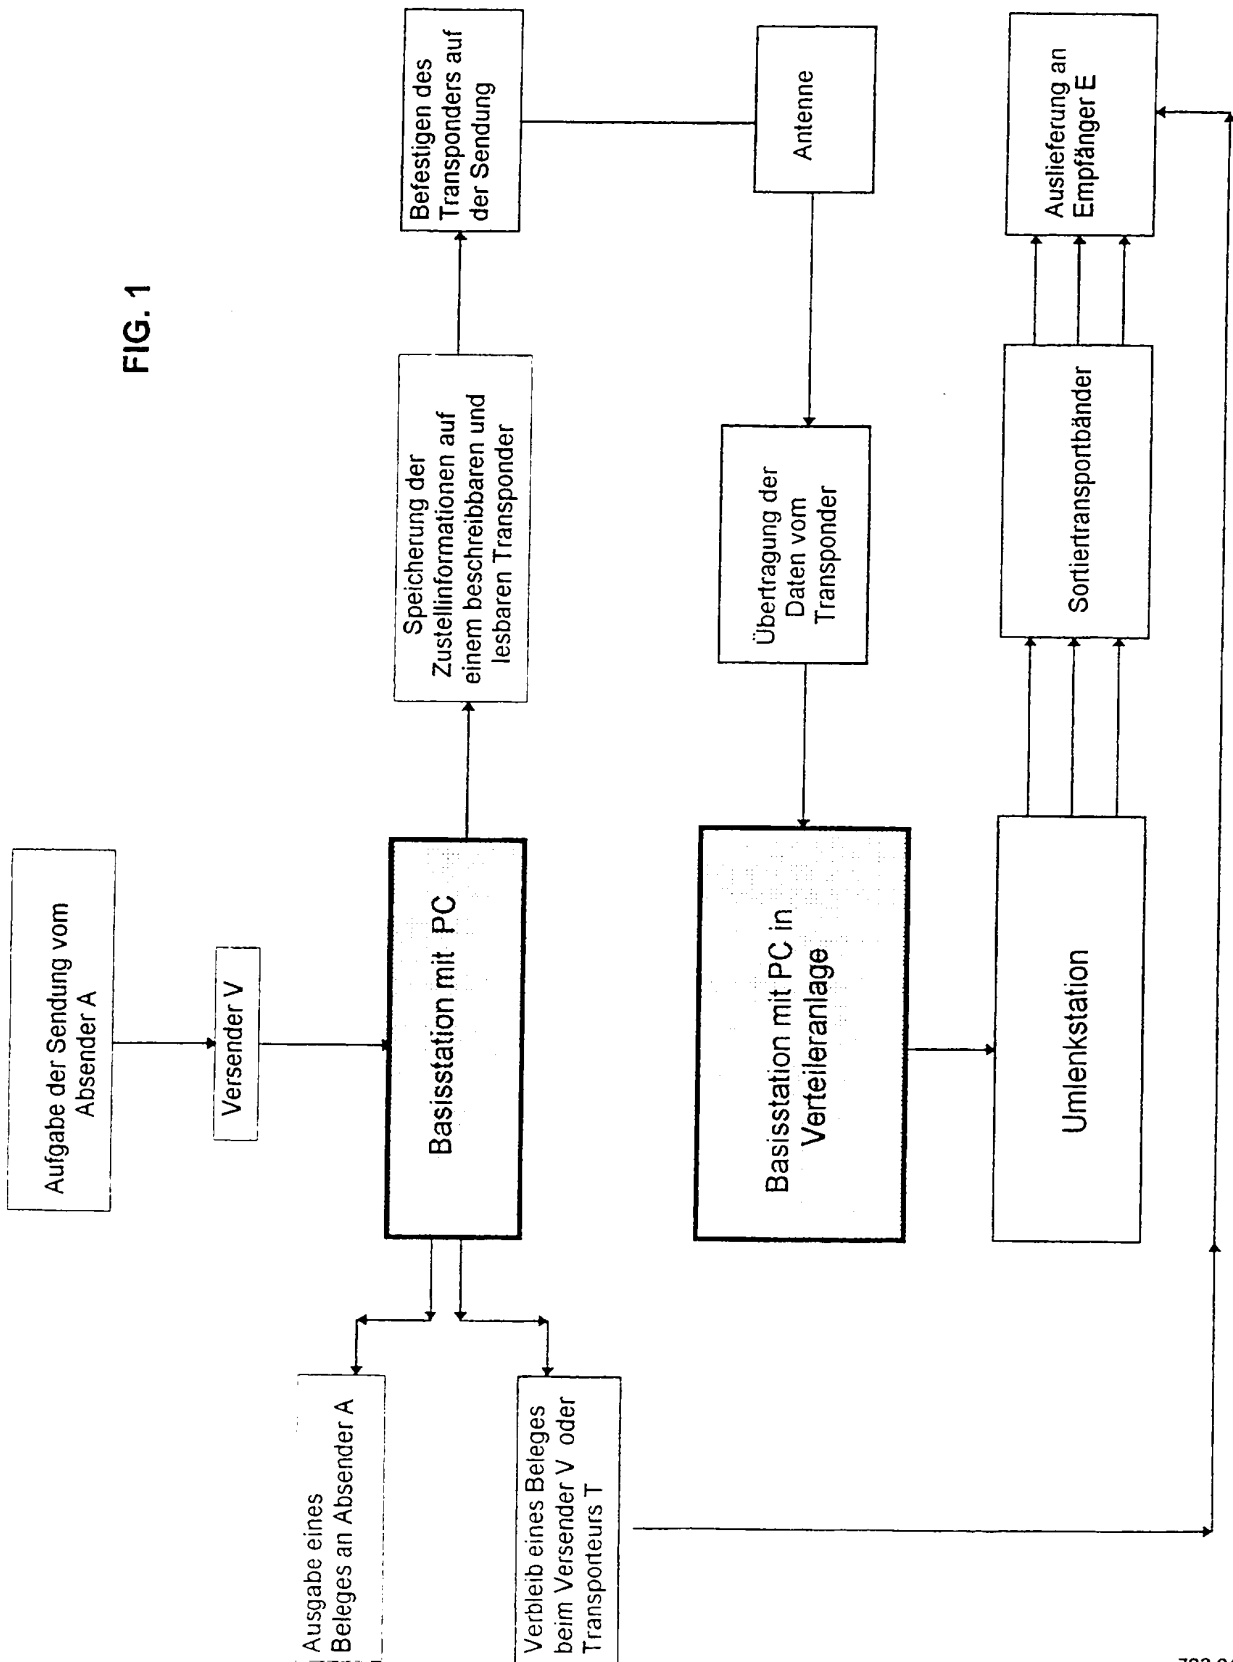 FIG. 1
Aufgabe der Sendung vom
Absender A
Versender V
Ausgabe eines
Beleges an Absender A
Verbleib eines Beleges
beim Versender V oder
Transporteurs T
Basisstation mit PC
Speicherung der
Zustellinformationen auf
einem beschreibbaren und
lesbaren Transponder
Befestigen des
Transponders auf
der Sendung
Antenne
Übertragung der
Daten vom
Transponder
Basisstation mit PC in
Verteileranlage
Umlenkstation
Sortiertransportbänder
Auslieferung an
Empfänger E